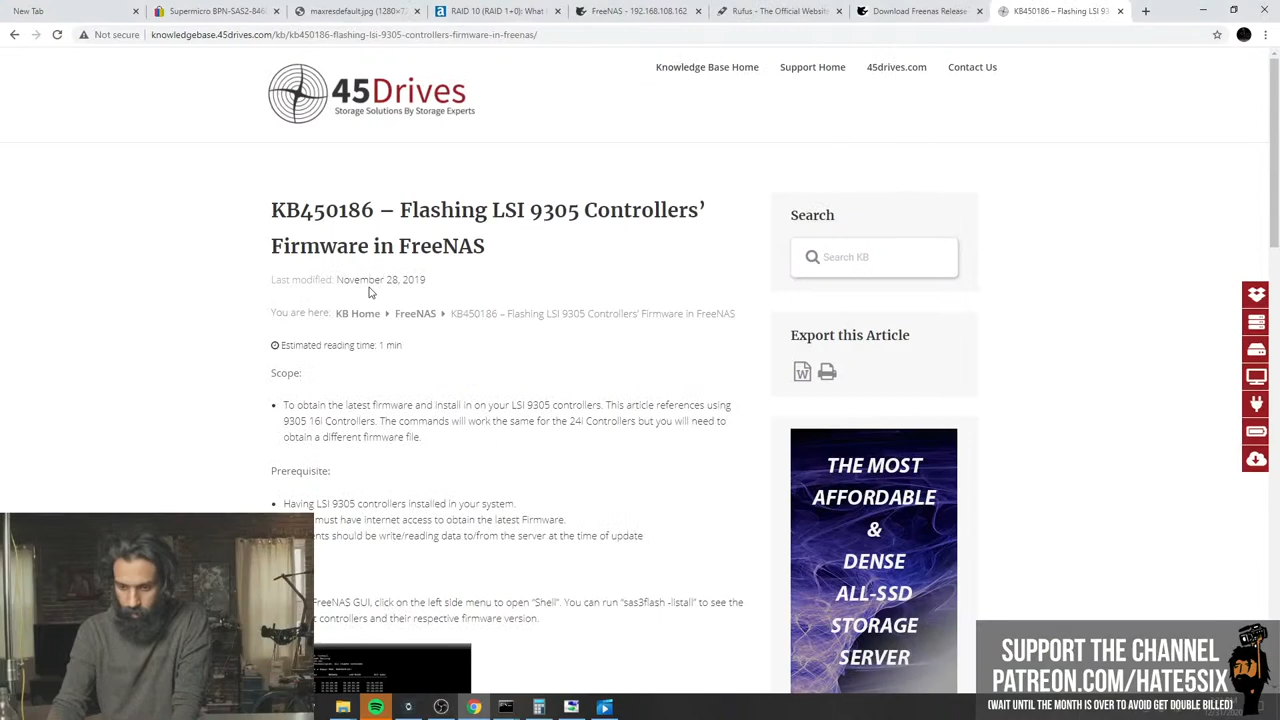 New Tab
Supermicro BPN-SAS2-846
maxresdefault.jpg (1280×72
RAID 10 (RAID 1+0): What
FreeNAS - 192.168.108.162
Rufus - The Official Website
Download Freenas Release
KB450186 – Flashing LSI 93
Not secure
knowledgebase.45drives.com/kb/kb450186-flashing-lsi-9305-controllers-firmware-in-freenas/
45Drives
Storage Solutions By Storage Experts
Knowledge Base Home
Support Home
45drives.com
Contact Us
KB450186 – Flashing LSI 9305 Controllers’
Firmware in FreeNAS
Last modified: November 28, 2019
You are here: KB Home FreeNAS KB450186 – Flashing LSI 9305 Controllers’ Firmware in FreeNAS
Estimated reading time: 1 min
Scope:
• To obtain the latest firmware and install in on your LSI 9305 controllers. This article references using
9305 16i Controllers. The commands will work the same for the 24i Controllers but you will need to
obtain a different firmware file.
Prerequisite:
• Having LSI 9305 controllers installed in your system.
must have internet access to obtain the latest Firmware.
nts should be write/reading data to/from the server at the time of update
FreeNAS GUI, click on the left side menu to open “Shell”. You can run “sas3flash -listall” to see the
t controllers and their respective firmware version.
Search
Search KB
Export this Article
THE MOST
AFFORDABLE
&
DENSE
ALL-SSD
STORAGE
SERVER
SUPPORT THE CHANNEL
PATREON.COM/HATE5SIX
(WAIT UNTIL THE MONTH IS OVER TO AVOID GET DOUBLE BILLED)